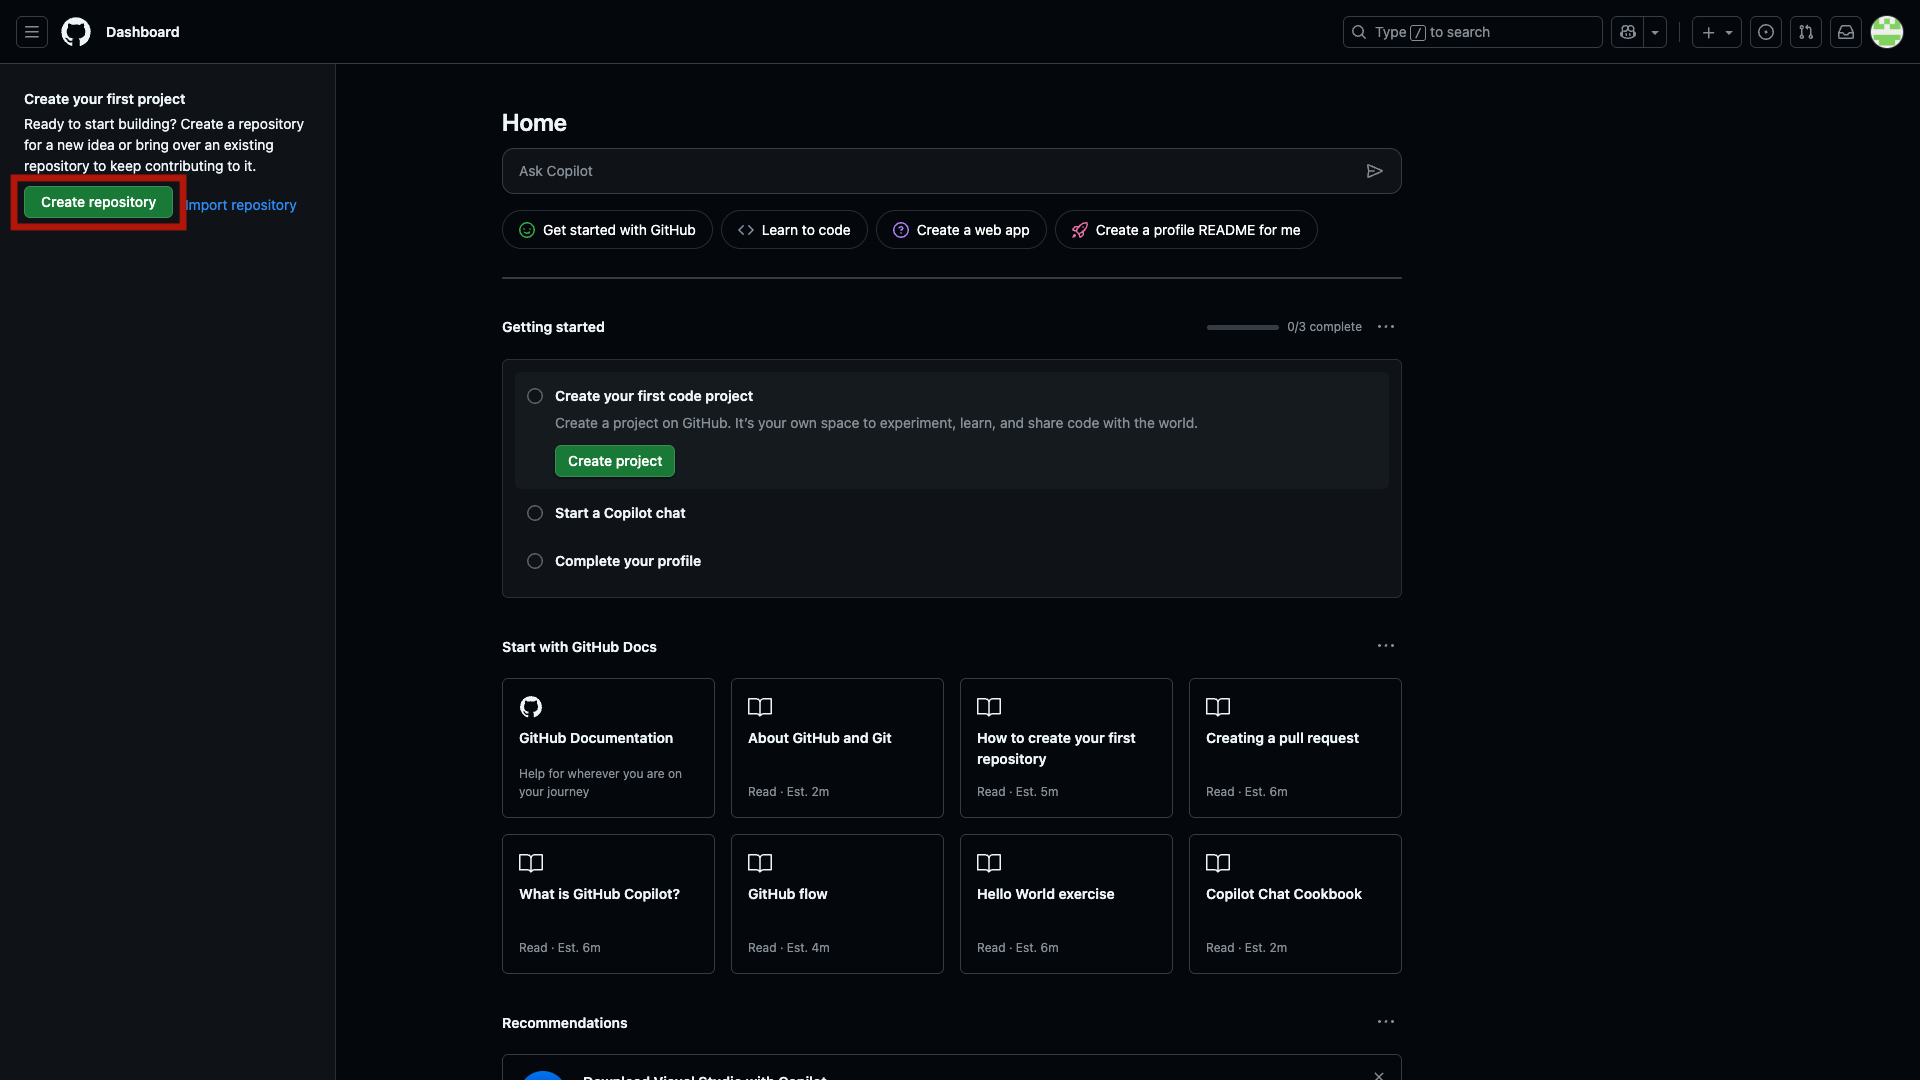 Dashboard
Type / to search
Create your first project
Ready to start building? Create a repository
for a new idea or bring over an existing
repository to keep contributing to it.
Create repository
Import repository
Home
Ask Copilot
Get started with GitHub
Learn to code
Create a web app
Create a profile README for me
Getting started
0/3 complete
Create your first code project
Create a project on GitHub. It’s your own space to experiment, learn, and share code with the world.
Create project
Start a Copilot chat
Complete your profile
Start with GitHub Docs
GitHub Documentation
Help for wherever you are on
your journey
About GitHub and Git
Read · Est. 2m
How to create your first
repository
Read · Est. 5m
Creating a pull request
Read · Est. 6m
What is GitHub Copilot?
Read · Est. 6m
GitHub flow
Read · Est. 4m
Hello World exercise
Read · Est. 6m
Copilot Chat Cookbook
Read · Est. 2m
Recommendations
Download Visual Studio with Copilot